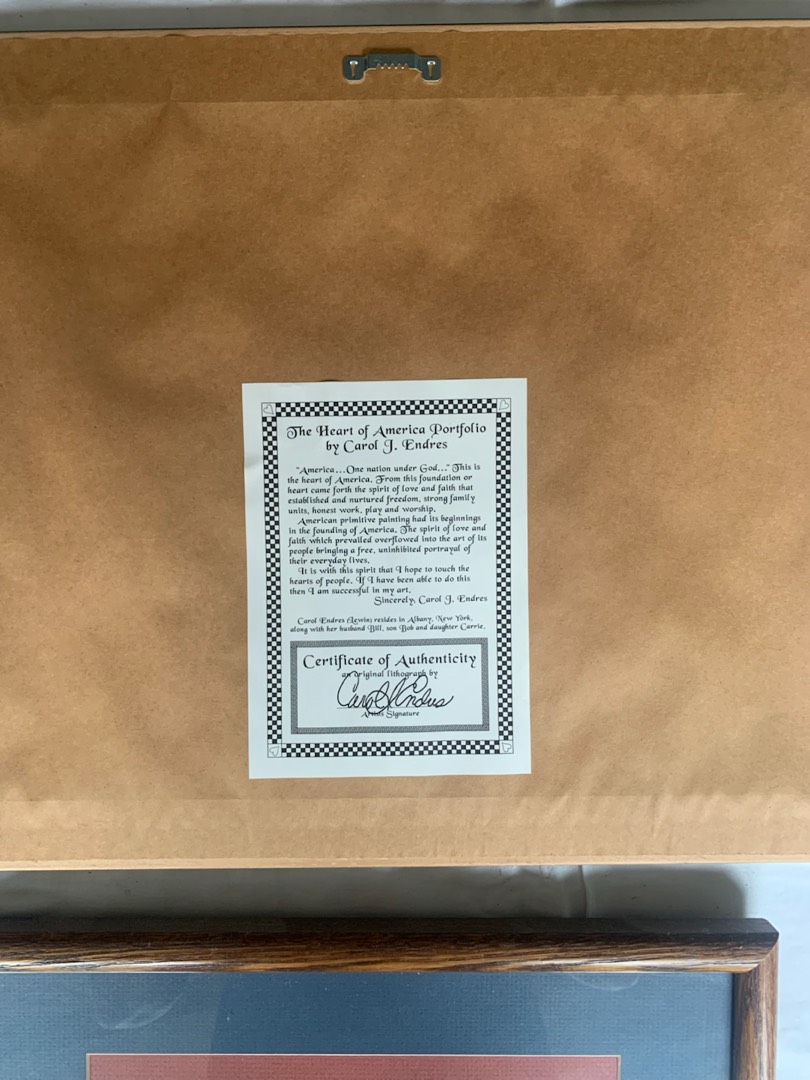 The Heart of America Portfolio
by Carol J. Endres
"America...One nation under God..." This is
the heart of America. From this foundation or
heart came forth the spirit of love and faith that
established and nurtured freedom, strong family
units, honest work, play and worship.
American primitive painting had its beginnings
in the founding of America. The spirit of love and
faith which prevailed overflowed into the art of its
people bringing a free, uninhibited portrayal of
their everyday lives.
It is with this spirit that I hope to touch the
hearts of people. If I have been able to do this
then I am successful in my art.
Sincerely, Carol J. Endres
Carol Endres (Lewin) resides in Albany, New York,
along with her husband Bill, son Bob and daughter Carrie.
Certificate of Authenticity
an original lithograph by
Carol J Endres
Artists Signature